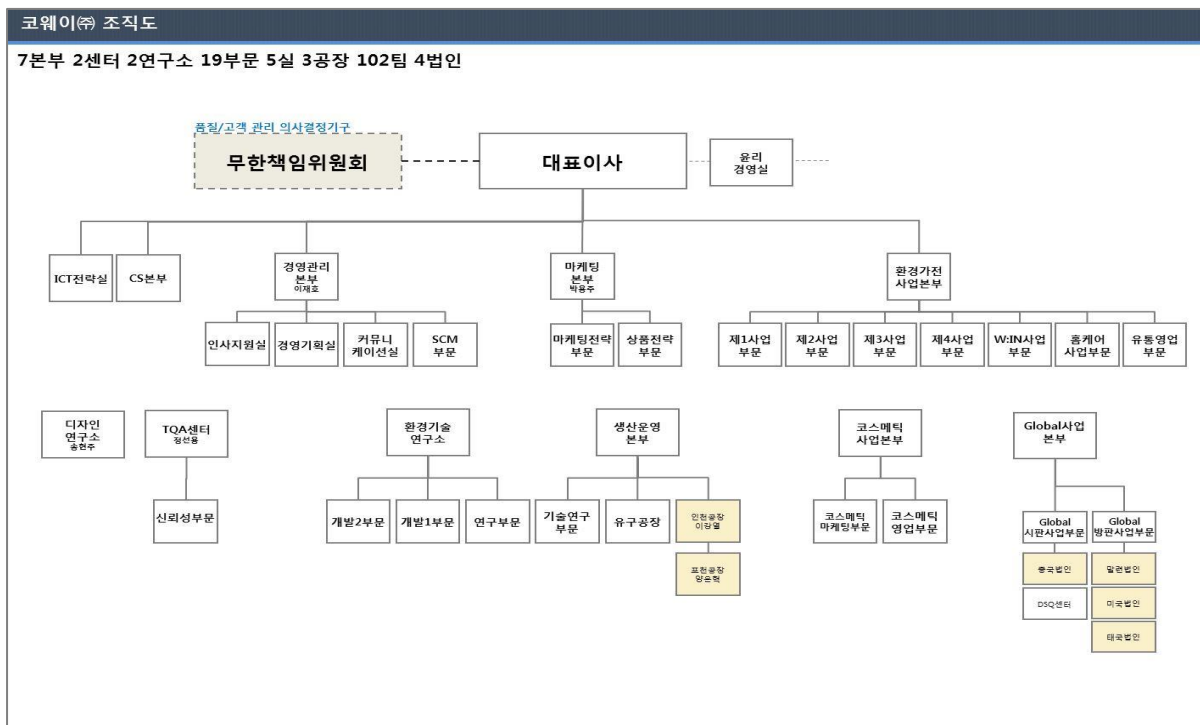 코웨이㈜ 조직도
7본부 2센터 2연구소 19부문 5실 3공장 102팀 4법인
품질/고객 관리 의사결정기구
무한책임위원회
대표이사
윤리
경영실
ICT전략실
CS본부
경영관리
본부
이재호
마케팅
본부
박용주
환경가전
사업본부
인사지원실
경영기획실
커뮤니
케이션실
SCM
부문
마케팅전략
부문
상품전략
부문
제1사업
부문
제2사업
부문
제3사업
부문
제4사업
부문
W:IN사업
부문
홈케어
사업부문
유통영업
부문
디자인
연구소
송현주
TQA센터
정선용
환경기술
연구소
생산운영
본부
코스메틱
사업본부
Global사업
본부
신뢰성부문
개발2부문
개발1부문
연구부문
기술연구
부문
유구공장
인천공장
이강열
포천공장
양은혁
코스메틱
마케팅부문
코스메틱
영업부문
Global
시판사업부문
Global
방판사업부문
중국법인
DSQ센터
말련법인
미국법인
태국법인